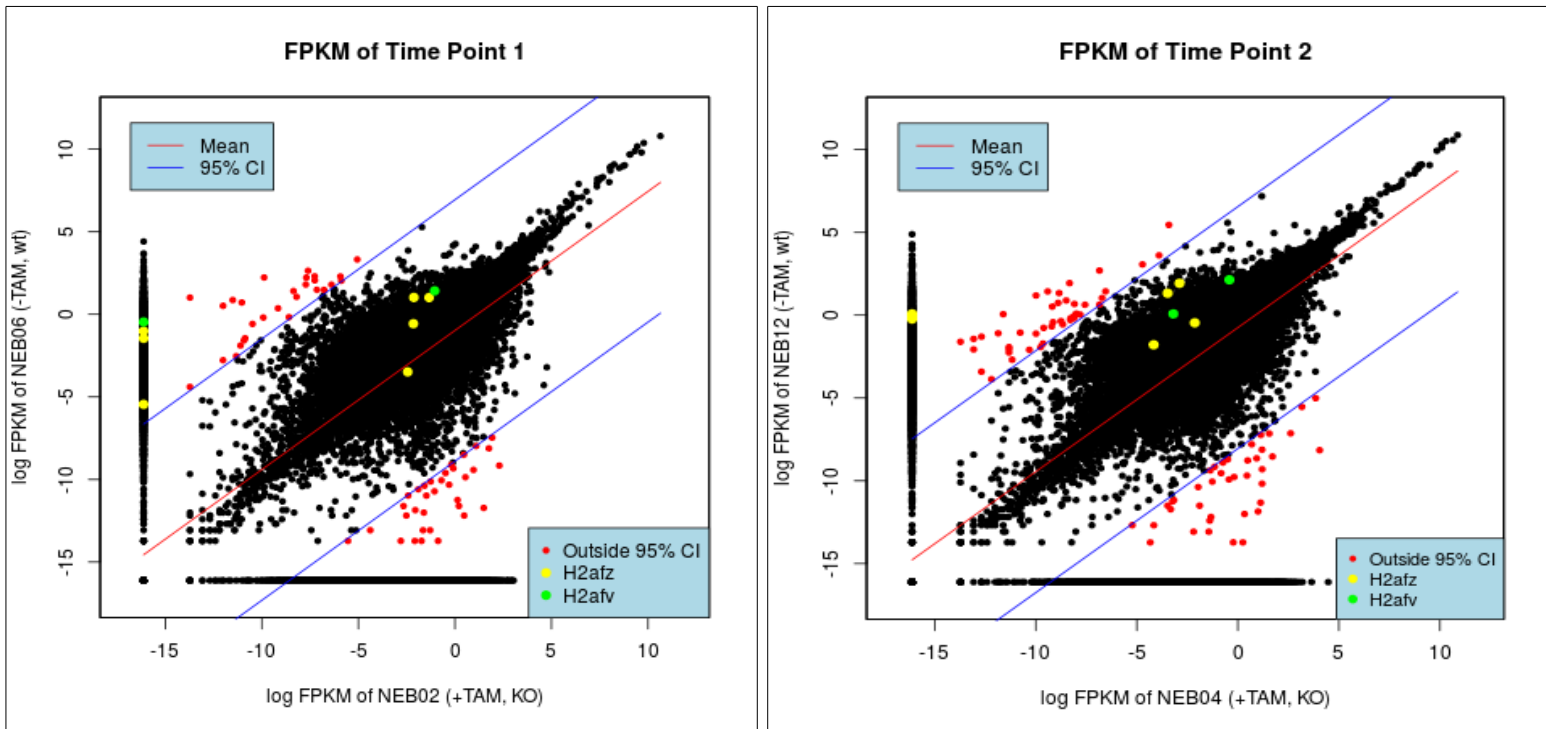 FPKM of Time Point 1
Mean
95% CI
10
5
0
-5
-10
-15
log FPKM of NEB06 (-TAM, wt)
Outside 95% CI
H2afz
H2afv
-15 -10 -5 0 5 10
log FPKM of NEB02 (+TAM, KO)
FPKM of Time Point 2
Mean
95% CI
10
5
0
-5
-10
-15
log FPKM of NEB12 (-TAM, wt)
Outside 95% CI
H2afz
H2afv
-15 -10 -5 0 5 10
log FPKM of NEB04 (+TAM, KO)